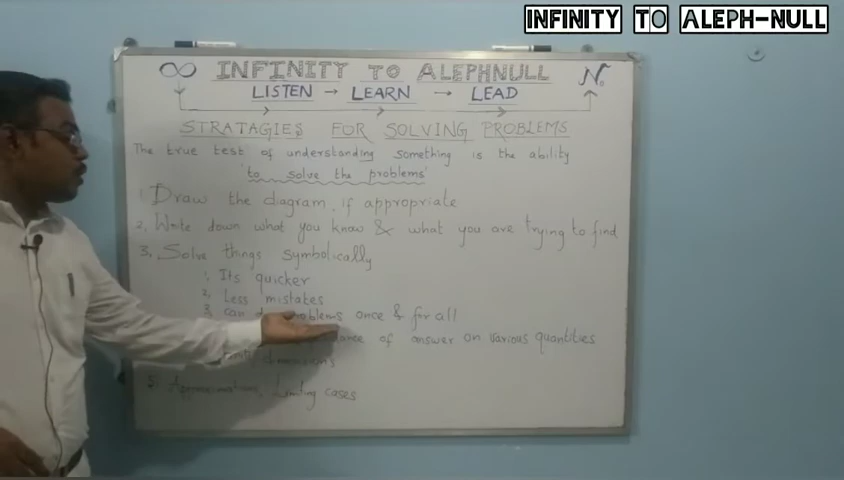 INFINITY TO ALEPH-NULL
∞ INFINITY TO ALEPHNULL ℵ₀
LISTEN → LEARN → LEAD
STRATAGIES FOR SOLVING PROBLEMS
The true test of understanding something is the ability
'to solve the problems'
1. Draw the diagram, if appropriate
2. Write down what you know & what you are trying to find
3. Solve things symbolically
1. Its quicker
2. Less mistakes
3. can problems once & for all
of answer on various quantities
5. Approximations, Limiting cases